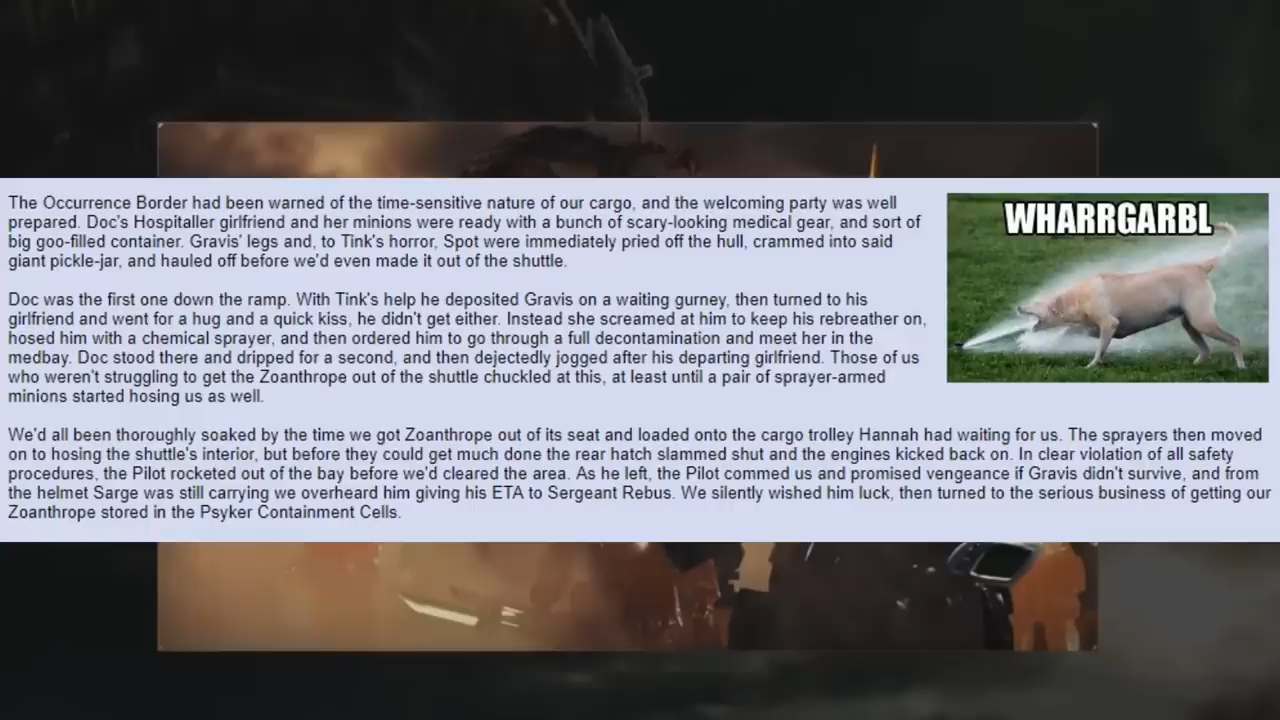 The Occurrence Border had been warned of the time-sensitive nature of our cargo, and the welcoming party was well
prepared. Doc's Hospitaller girlfriend and her minions were ready with a bunch of scary-looking medical gear, and sort of
big goo-filled container. Gravis' legs and, to Tink's horror, Spot were immediately pried off the hull, crammed into said
giant pickle-jar, and hauled off before we'd even made it out of the shuttle.
WHARRGARBL
Doc was the first one down the ramp. With Tink's help he deposited Gravis on a waiting gurney, then turned to his
girlfriend and went for a hug and a quick kiss, he didn't get either. Instead she screamed at him to keep his rebreather on,
hosed him with a chemical sprayer, and then ordered him to go through a full decontamination and meet her in the
medbay. Doc stood there and dripped for a second, and then dejectedly jogged after his departing girlfriend. Those of us
who weren't struggling to get the Zoanthrope out of the shuttle chuckled at this, at least until a pair of sprayer-armed
minions started hosing us as well.
We'd all been thoroughly soaked by the time we got Zoanthrope out of its seat and loaded onto the cargo trolley Hannah had waiting for us. The sprayers then moved
on to hosing the shuttle's interior, but before they could get much done the rear hatch slammed shut and the engines kicked back on. In clear violation of all safety
procedures, the Pilot rocketed out of the bay before we'd cleared the area. As he left, the Pilot commed us and promised vengeance if Gravis didn't survive, and from
the helmet Sarge was still carrying we overheard him giving his ETA to Sergeant Rebus. We silently wished him luck, then turned to the serious business of getting our
Zoanthrope stored in the Psyker Containment Cells.